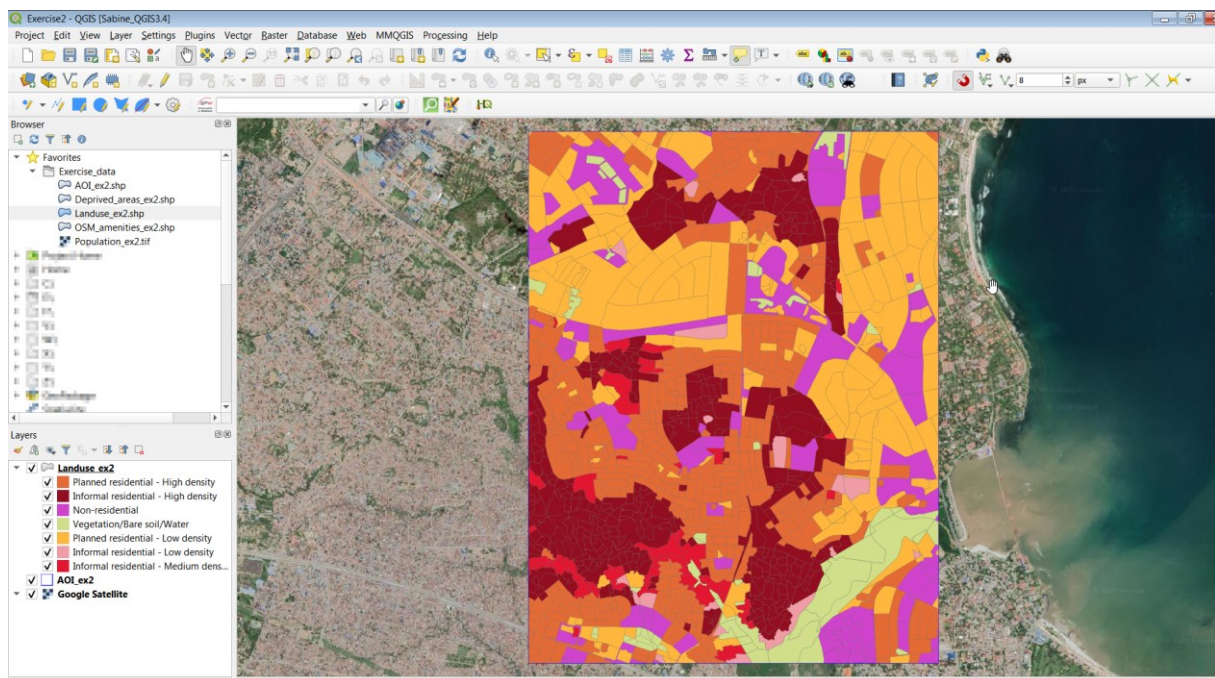 Exercise2 - QGIS [Sabine_QGIS3.4]
Project Edit View Layer Settings Plugins Vector Raster Database Web MMQGIS Processing Help
8 px
HQ
Browser
Favorites
Exercise_data
AOI_ex2.shp
Deprived_areas_ex2.shp
Landuse_ex2.shp
OSM_amenities_ex2.shp
Population_ex2.tif
Layers
Landuse_ex2
Planned residential - High density
Informal residential - High density
Non-residential
Vegetation/Bare soil/Water
Planned residential - Low density
Informal residential - Low density
Informal residential - Medium dens...
AOI_ex2
Google Satellite